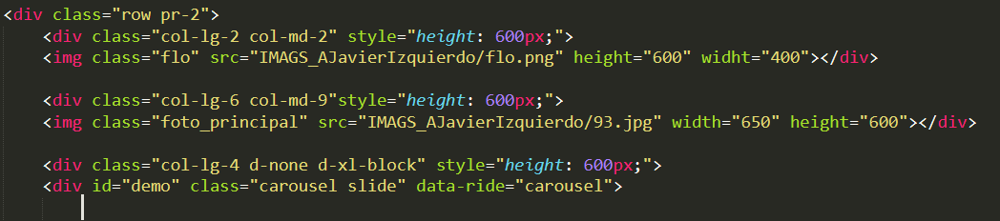 <div class="row pr-2">
<div class="col-lg-2 col-md-2" style="height: 600px;">
<img class="flo" src="IMAGS_AJavierIzquierdo/flo.png" height="600" widht="400"></div>
<div class="col-lg-6 col-md-9"style="height: 600px;">
<img class="foto_principal" src="IMAGS_AJavierIzquierdo/93.jpg" width="650" height="600"></div>
<div class="col-lg-4 d-none d-xl-block" style="height: 600px;">
<div id="demo" class="carousel slide" data-ride="carousel">